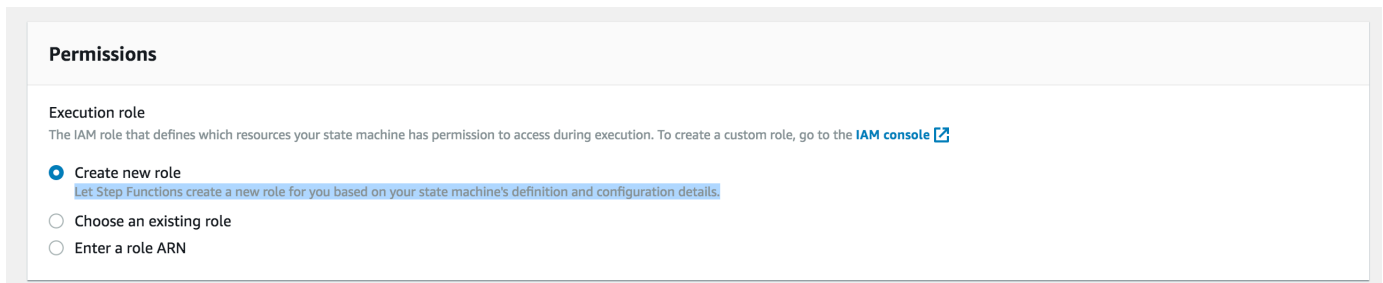 Permissions
Execution role
The IAM role that defines which resources your state machine has permission to access during execution. To create a custom role, go to the IAM console
Create new role
Let Step Functions create a new role for you based on your state machine's definition and configuration details.
Choose an existing role
Enter a role ARN